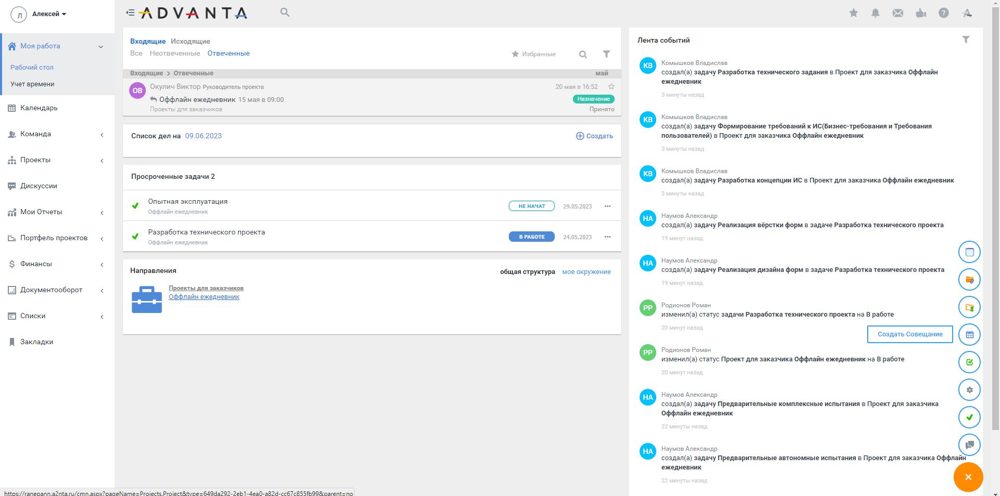 Л
Алексей
Моя работа
Рабочий стол
Учет времени
Календарь
Команда
Проекты
Дискуссии
Мои Отчеты
Портфель проектов
Финансы
Документооборот
Списки
Закладки
ADVANTA
Входящие Исходящие
Все Неотвеченные Отвеченные
Избранные
Входящие > Отвеченные
май
ОВ
Окулич Виктор Руководитель проекта
20 мая в 16:52
Оффлайн ежедневник 15 мая в 09:00
Назначение
Проекты для заказчиков
Принято
Список дел на 09.06.2023
Создать
Просроченные задачи 2
Опытная эксплуатация
Оффлайн ежедневник
НЕ НАЧАТ
29.05.2023
Разработка технического проекта
Оффлайн ежедневник
В РАБОТЕ
24.05.2023
Направления
общая структура мое окружение
Проекты для заказчиков
Оффлайн ежедневник
Лента событий
КВ
Комышков Владислав
создал(а) задачу Разработка технического задания в Проект для заказчика Оффлайн
ежедневник
3 минуты назад
КВ
Комышков Владислав
создал(а) задачу Формирование требований к ИС(Бизнес-требования и Требования
пользователей) в Проект для заказчика Оффлайн ежедневник
3 минуты назад
КВ
Комышков Владислав
создал(а) задачу Разработка концепции ИС в Проект для заказчика Оффлайн ежедневник
3 минуты назад
НА
Наумов Александр
создал(а) задачу Реализация вёрстки форм в задаче Разработка технического проекта
19 минут назад
НА
Наумов Александр
создал(а) задачу Реализация дизайна форм в задаче Разработка технического проекта
19 минут назад
РР
Родионов Роман
изменил(а) статус задачи Разработка технического проекта на В работе
20 минут назад
Создать Совещание
РР
Родионов Роман
изменил(а) статус Проект для заказчика Оффлайн ежедневник на В работе
20 минут назад
НА
Наумов Александр
создал(а) задачу Предварительные комплексные испытания в Проект для заказчика
Оффлайн ежедневник
22 минуты назад
НА
Наумов Александр
создал(а) задачу Предварительные автономные испытания в Проект для заказчика Оффлайн
ежедневник
22 минуты назад
https://ranepann.a2nta.ru/cmn.aspx?pageName=Projects.Project&type=649da292-2eb1-4ea0-a82d-cc67c855fb99&parent=no